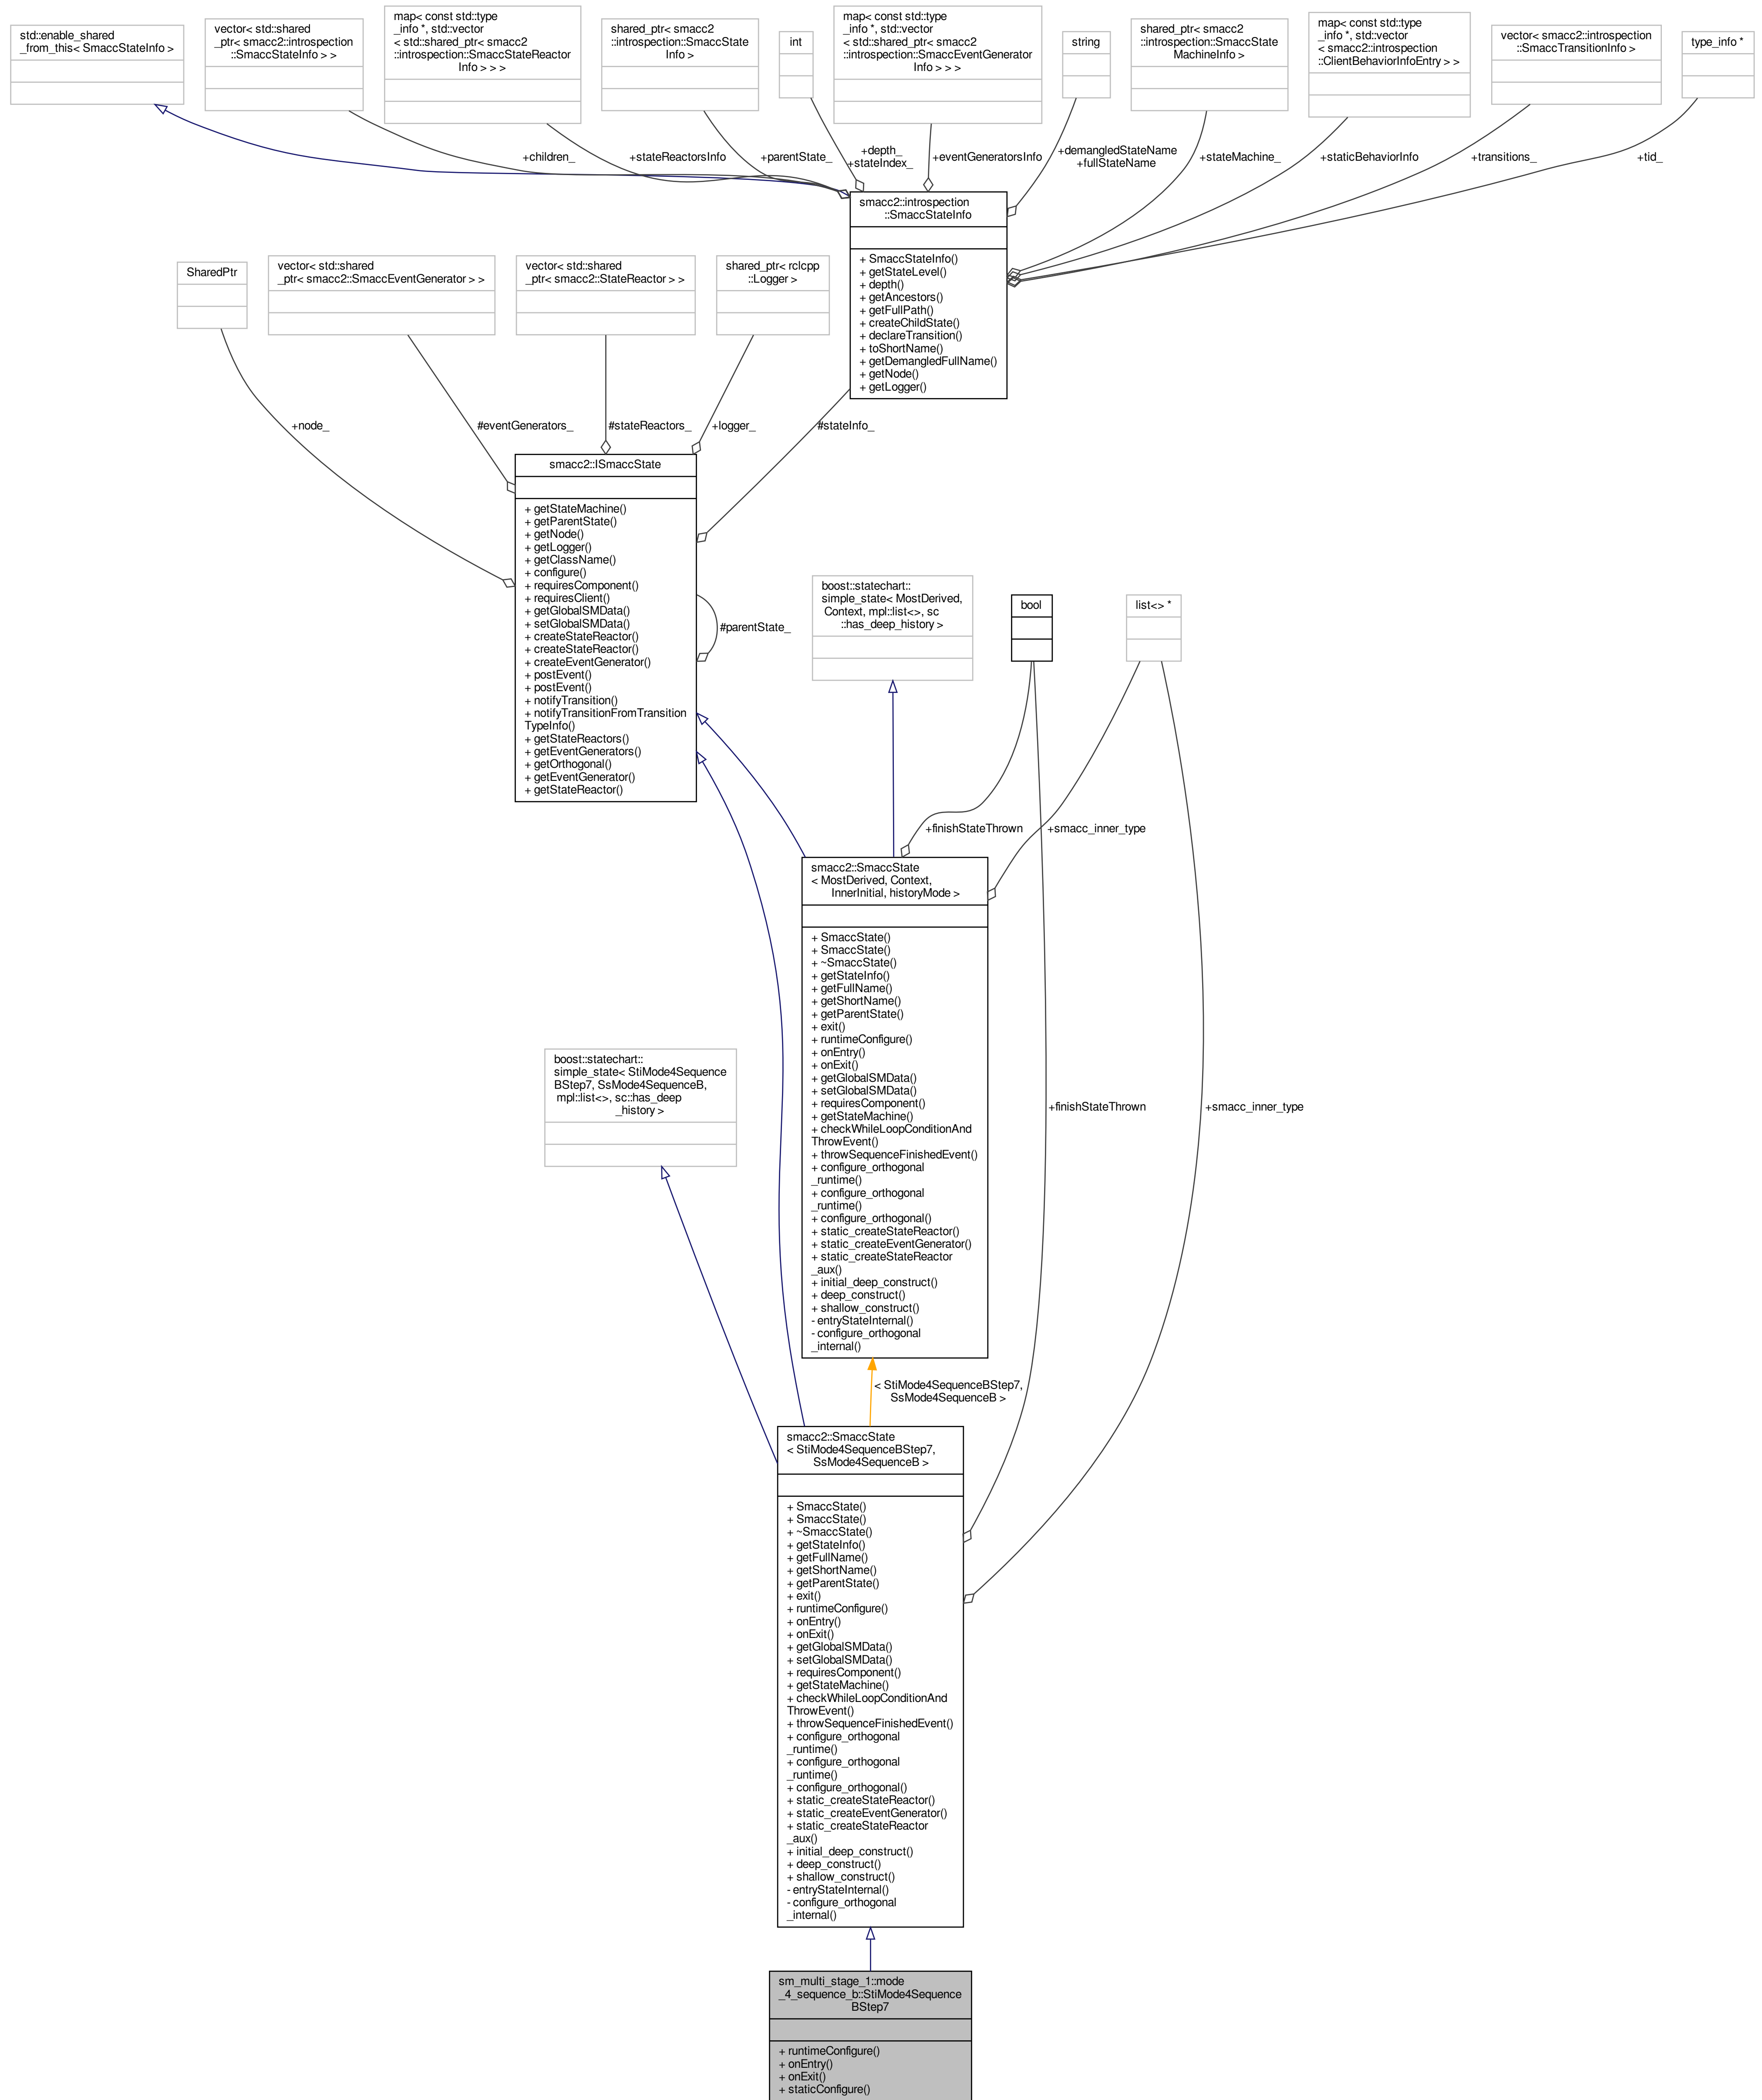 std::enable_shared
_from_this< SmaccStateInfo >
vector< std::shared
_ptr< smacc2::introspection
::SmaccStateInfo > >
map< const std::type
_info *, std::vector
< std::shared_ptr< smacc2
::introspection::SmaccStateReactor
Info > > >
shared_ptr< smacc2
::introspection::SmaccState
Info >
int
map< const std::type
_info *, std::vector
< std::shared_ptr< smacc2
::introspection::SmaccEventGenerator
Info > > >
string
shared_ptr< smacc2
::introspection::SmaccState
MachineInfo >
map< const std::type
_info *, std::vector
< smacc2::introspection
::ClientBehaviorInfoEntry > >
vector< smacc2::introspection
::SmaccTransitionInfo >
type_info *
+children_
+stateReactorsInfo
+parentState_
+depth_
+stateIndex_
+eventGeneratorsInfo
+demangledStateName
+fullStateName
+stateMachine_
+staticBehaviorInfo
+transitions_
+tid_
smacc2::introspection
::SmaccStateInfo
+ SmaccStateInfo()
+ getStateLevel()
+ depth()
+ getAncestors()
+ getFullPath()
+ createChildState()
+ declareTransition()
+ toShortName()
+ getDemangledFullName()
+ getNode()
+ getLogger()
SharedPtr
vector< std::shared
_ptr< smacc2::SmaccEventGenerator > >
vector< std::shared
_ptr< smacc2::StateReactor > >
shared_ptr< rclcpp
::Logger >
+node_
#eventGenerators_
#stateReactors_
+logger_
#stateInfo_
smacc2::ISmaccState
+ getStateMachine()
+ getParentState()
+ getNode()
+ getLogger()
+ getClassName()
+ configure()
+ requiresComponent()
+ requiresClient()
+ getGlobalSMData()
+ setGlobalSMData()
+ createStateReactor()
+ createStateReactor()
+ createEventGenerator()
+ postEvent()
+ postEvent()
+ notifyTransition()
+ notifyTransitionFromTransition
TypeInfo()
+ getStateReactors()
+ getEventGenerators()
+ getOrthogonal()
+ getEventGenerator()
+ getStateReactor()
#parentState_
boost::statechart::
simple_state< MostDerived,
Context, mpl::list<>, sc
::has_deep_history >
bool
list<> *
+finishStateThrown
+smacc_inner_type
smacc2::SmaccState
< MostDerived, Context,
InnerInitial, historyMode >
+ SmaccState()
+ SmaccState()
+ ~SmaccState()
+ getStateInfo()
+ getFullName()
+ getShortName()
+ getParentState()
+ exit()
+ runtimeConfigure()
+ onEntry()
+ onExit()
+ getGlobalSMData()
+ setGlobalSMData()
+ requiresComponent()
+ getStateMachine()
+ checkWhileLoopConditionAnd
ThrowEvent()
+ throwSequenceFinishedEvent()
+ configure_orthogonal
_runtime()
+ configure_orthogonal
_runtime()
+ configure_orthogonal()
+ static_createStateReactor()
+ static_createEventGenerator()
+ static_createStateReactor
_aux()
+ initial_deep_construct()
+ deep_construct()
+ shallow_construct()
- entryStateInternal()
- configure_orthogonal
_internal()
boost::statechart::
simple_state< StiMode4Sequence
BStep7, SsMode4SequenceB,
mpl::list<>, sc::has_deep
_history >
+finishStateThrown
+smacc_inner_type
< StiMode4SequenceBStep7,
SsMode4SequenceB >
smacc2::SmaccState
< StiMode4SequenceBStep7,
SsMode4SequenceB >
+ SmaccState()
+ SmaccState()
+ ~SmaccState()
+ getStateInfo()
+ getFullName()
+ getShortName()
+ getParentState()
+ exit()
+ runtimeConfigure()
+ onEntry()
+ onExit()
+ getGlobalSMData()
+ setGlobalSMData()
+ requiresComponent()
+ getStateMachine()
+ checkWhileLoopConditionAnd
ThrowEvent()
+ throwSequenceFinishedEvent()
+ configure_orthogonal
_runtime()
+ configure_orthogonal
_runtime()
+ configure_orthogonal()
+ static_createStateReactor()
+ static_createEventGenerator()
+ static_createStateReactor
_aux()
+ initial_deep_construct()
+ deep_construct()
+ shallow_construct()
- entryStateInternal()
- configure_orthogonal
_internal()
sm_multi_stage_1::mode
_4_sequence_b::StiMode4Sequence
BStep7
+ runtimeConfigure()
+ onEntry()
+ onExit()
+ staticConfigure()